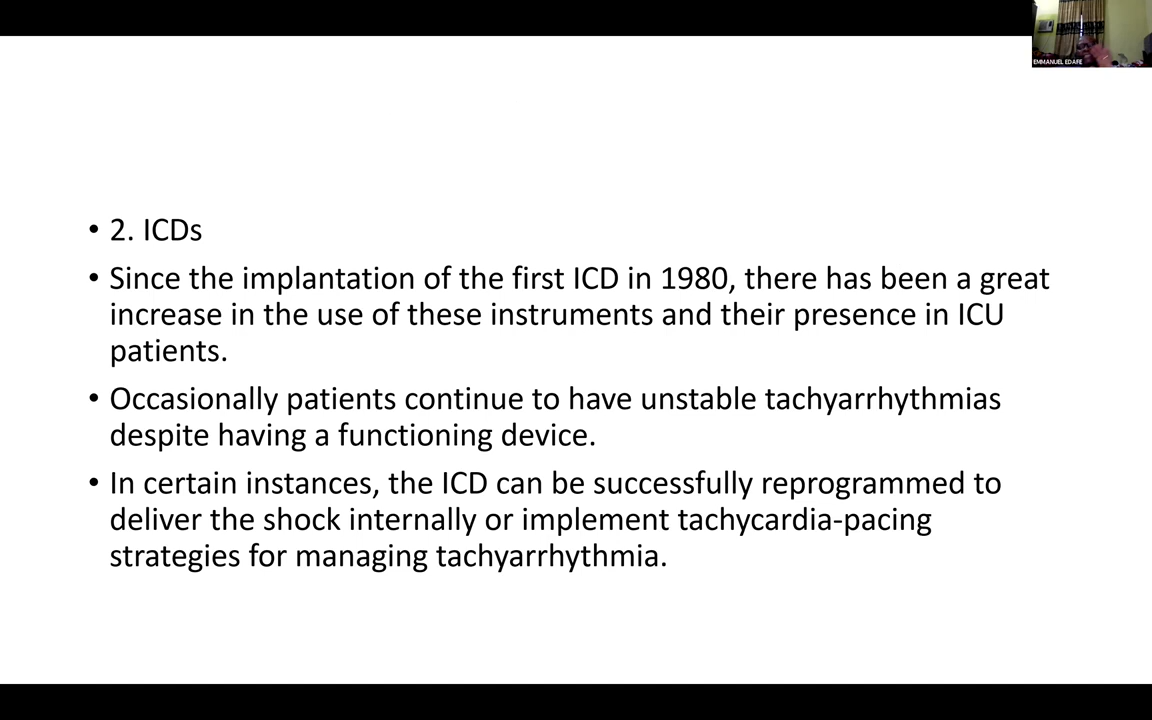 EMMANUEL EDAFE
• 2. ICDs
• Since the implantation of the first ICD in 1980, there has been a great
increase in the use of these instruments and their presence in ICU
patients.
• Occasionally patients continue to have unstable tachyarrhythmias
despite having a functioning device.
• In certain instances, the ICD can be successfully reprogrammed to
deliver the shock internally or implement tachycardia-pacing
strategies for managing tachyarrhythmia.